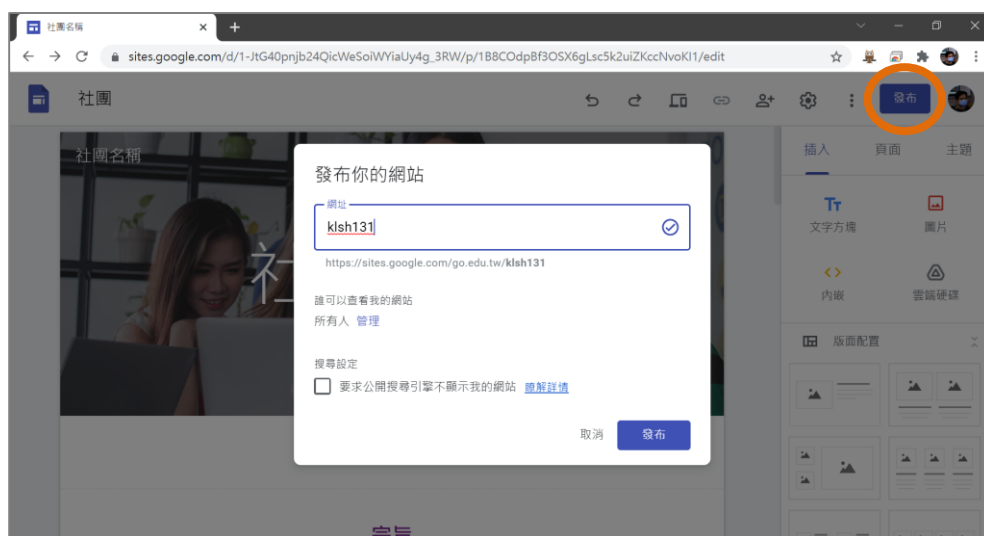 社團名稱
sites.google.com/d/1-JtG40pnjb24QicWeSoiWYiaUy4g_3RW/p/1B8COdpBf3OSX6gLsc5k2uiZKccNvoKI1/edit
社團
發布
社團名稱
插入 頁面 主題
發布你的網站
網址
klsh131
https://sites.google.com/go.edu.tw/klsh131
文字方塊 圖片
誰可以查看我的網站
所有人 管理
內嵌 雲端硬碟
版面配置
搜尋設定
要求公開搜尋引擎不顯示我的網站 瞭解詳情
取消 發布
宗旨